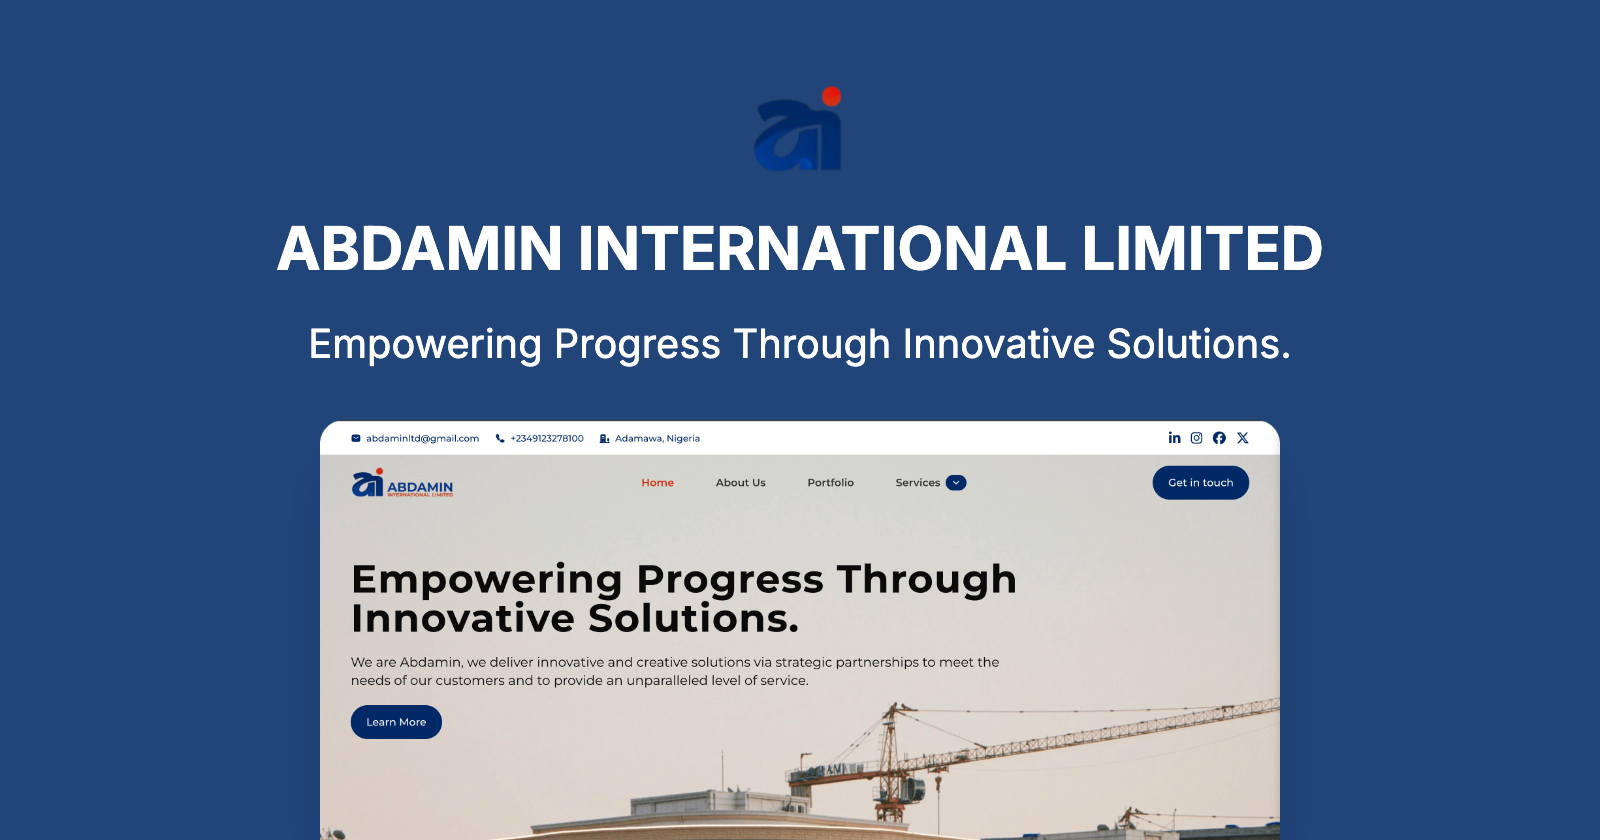 ai
ABDAMIN INTERNATIONAL LIMITED
Empowering Progress Through Innovative Solutions.
abdaminltd@gmail.com +2349123278100 Adamawa, Nigeria
ai ABDAMIN
INTERNATIONAL LIMITED
Home About Us Portfolio Services Get in touch
Empowering Progress Through
Innovative Solutions.
We are Abdamin, we deliver innovative and creative solutions via strategic partnerships to meet the
needs of our customers and to provide an unparalleled level of service.
Learn More